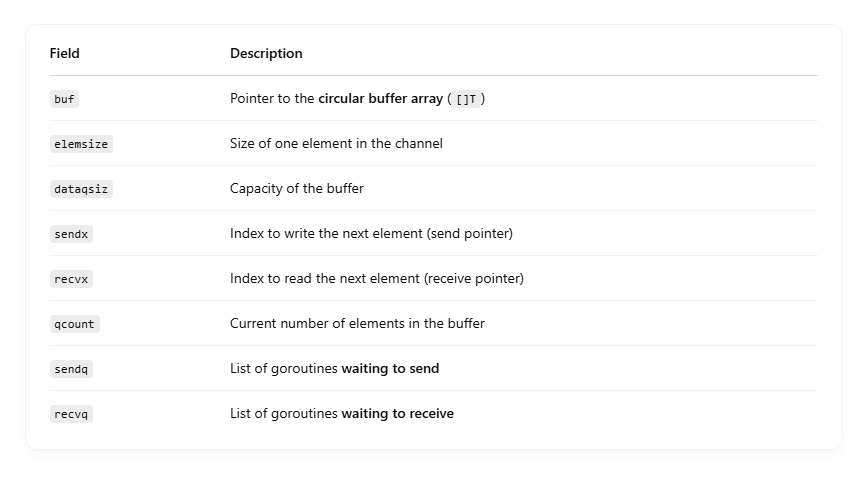 Field Description
buf Pointer to the circular buffer array ( []T )
elemsize Size of one element in the channel
dataqsiz Capacity of the buffer
sendx Index to write the next element (send pointer)
recvx Index to read the next element (receive pointer)
qcount Current number of elements in the buffer
sendq List of goroutines waiting to send
recvq List of goroutines waiting to receive